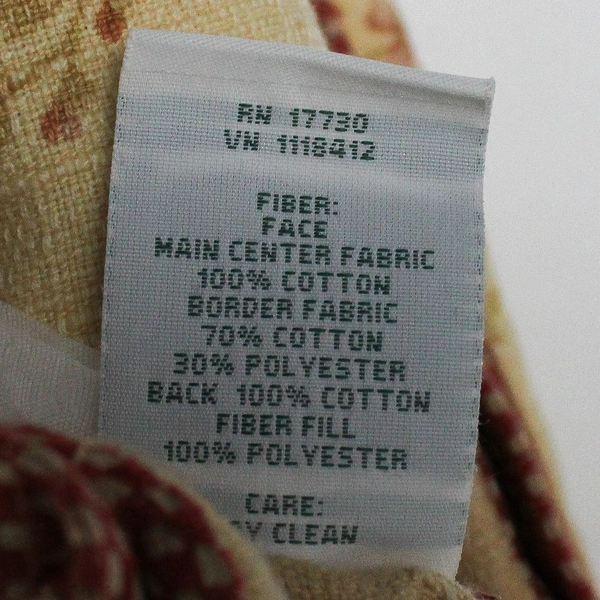 RN 17730
VN 1118412
FIBER:
FACE
MAIN CENTER FABRIC
100% COTTON
BORDER FABRIC
70% COTTON
30% POLYESTER
BACK 100% COTTON
FIBER FILL
100% POLYESTER
CARE:
CLEAN